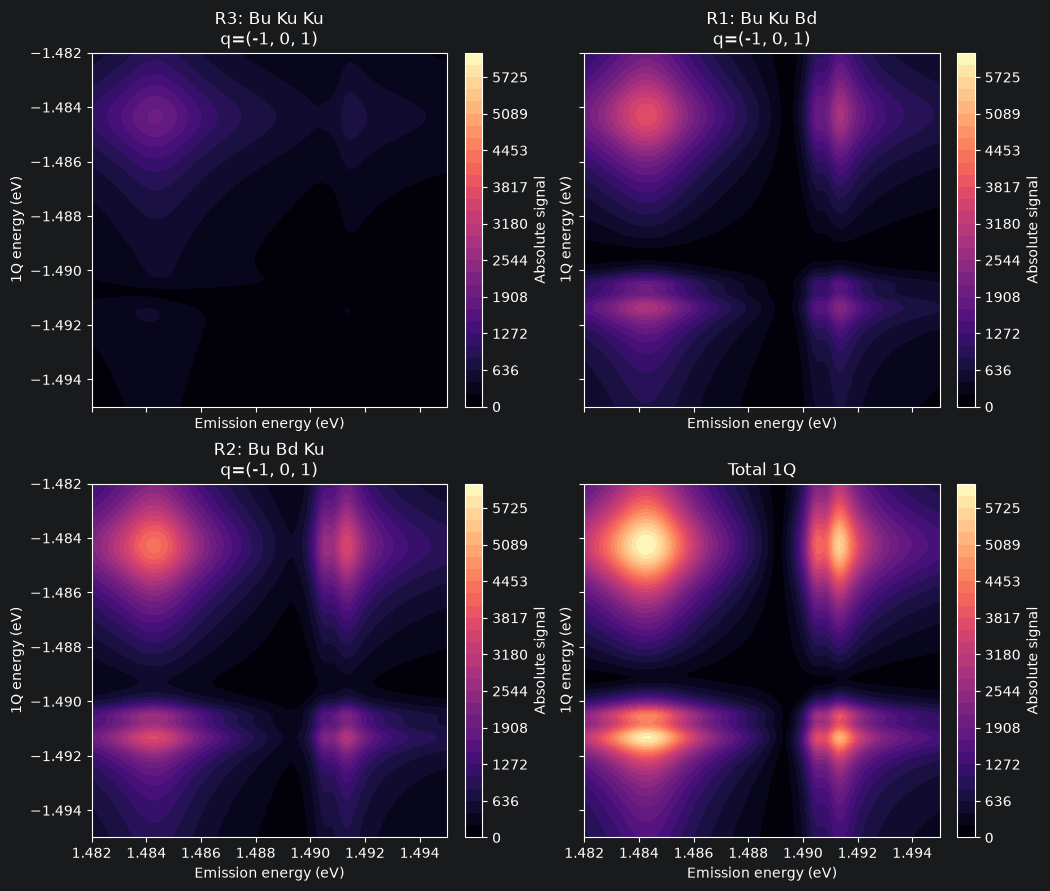 R3: Bu Ku Ku
q=(-1, 0, 1)
−1.482
−1.484
−1.486
−1.488
−1.490
−1.492
−1.494
1Q energy (eV)
Emission energy (eV)
5725
5089
4453
3817
3180
2544
1908
1272
636
0
Absolute signal
R1: Bu Ku Bd
q=(-1, 0, 1)
1Q energy (eV)
Emission energy (eV)
5725
5089
4453
3817
3180
2544
1908
1272
636
0
Absolute signal
R2: Bu Bd Ku
q=(-1, 0, 1)
−1.482
−1.484
−1.486
−1.488
−1.490
−1.492
−1.494
1Q energy (eV)
1.482 1.484 1.486 1.488 1.490 1.492 1.494
Emission energy (eV)
5725
5089
4453
3817
3180
2544
1908
1272
636
0
Absolute signal
Total 1Q
1Q energy (eV)
1.482 1.484 1.486 1.488 1.490 1.492 1.494
Emission energy (eV)
5725
5089
4453
3817
3180
2544
1908
1272
636
0
Absolute signal